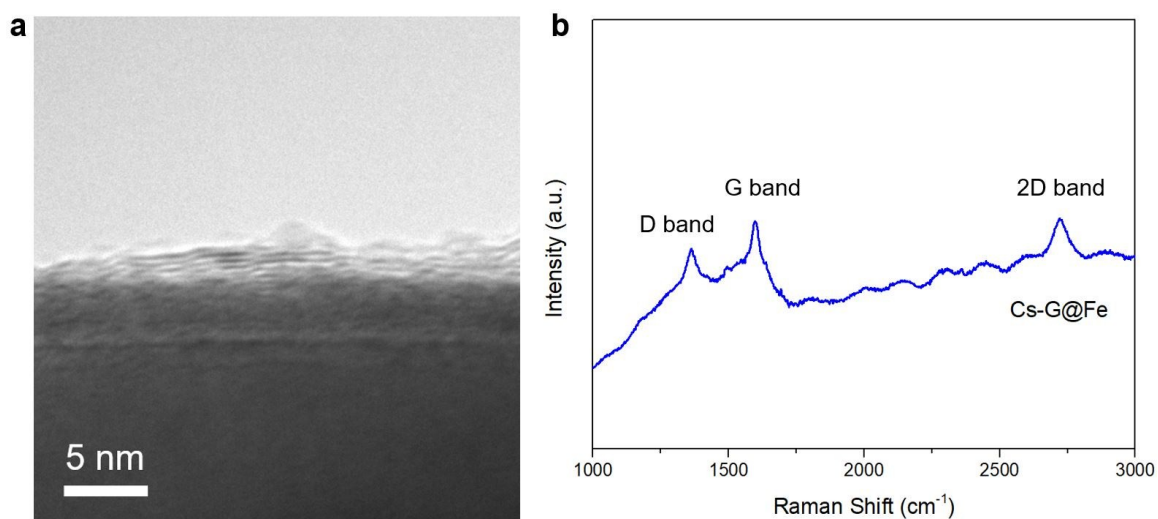 a
5 nm
b
Intensity (a.u.)
D band
G band
2D band
Cs-G@Fe
1000
1500
2000
2500
3000
Raman Shift (cm⁻¹)